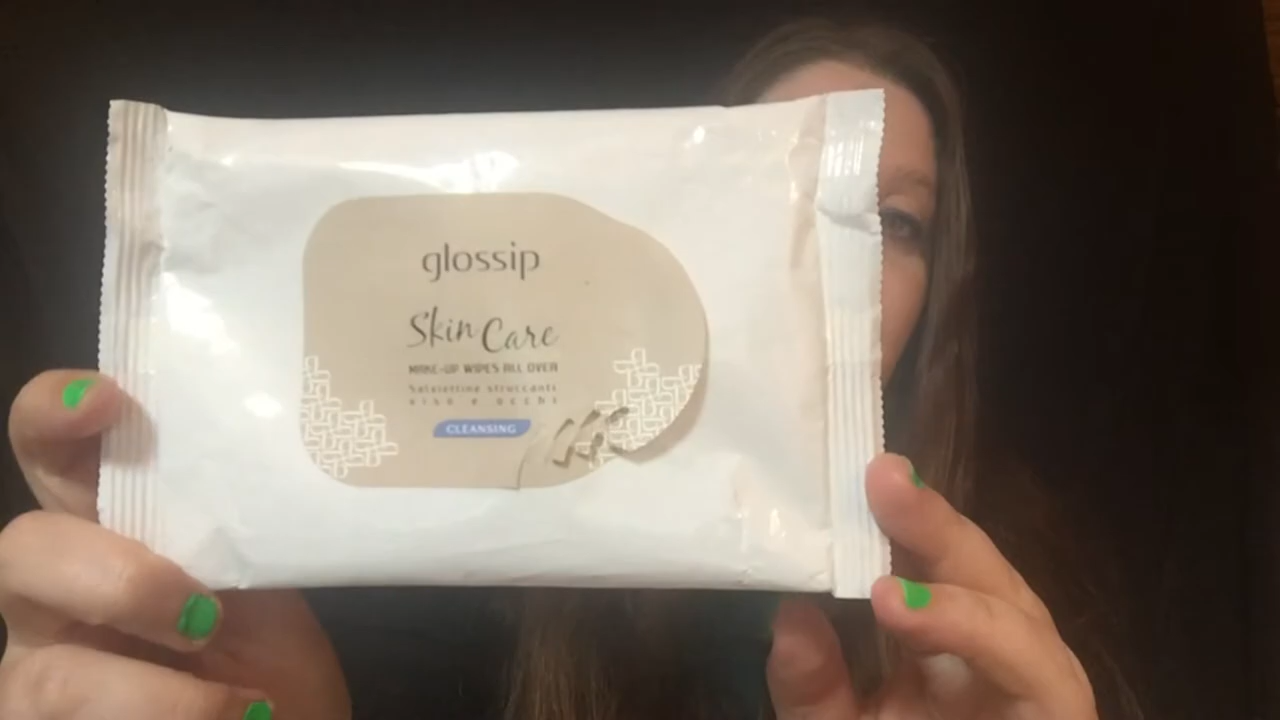 glossip
Skin Care
MAKE-UP WIPES ALL OVER
Salviettine struccanti
viso e occhi
CLEANSING